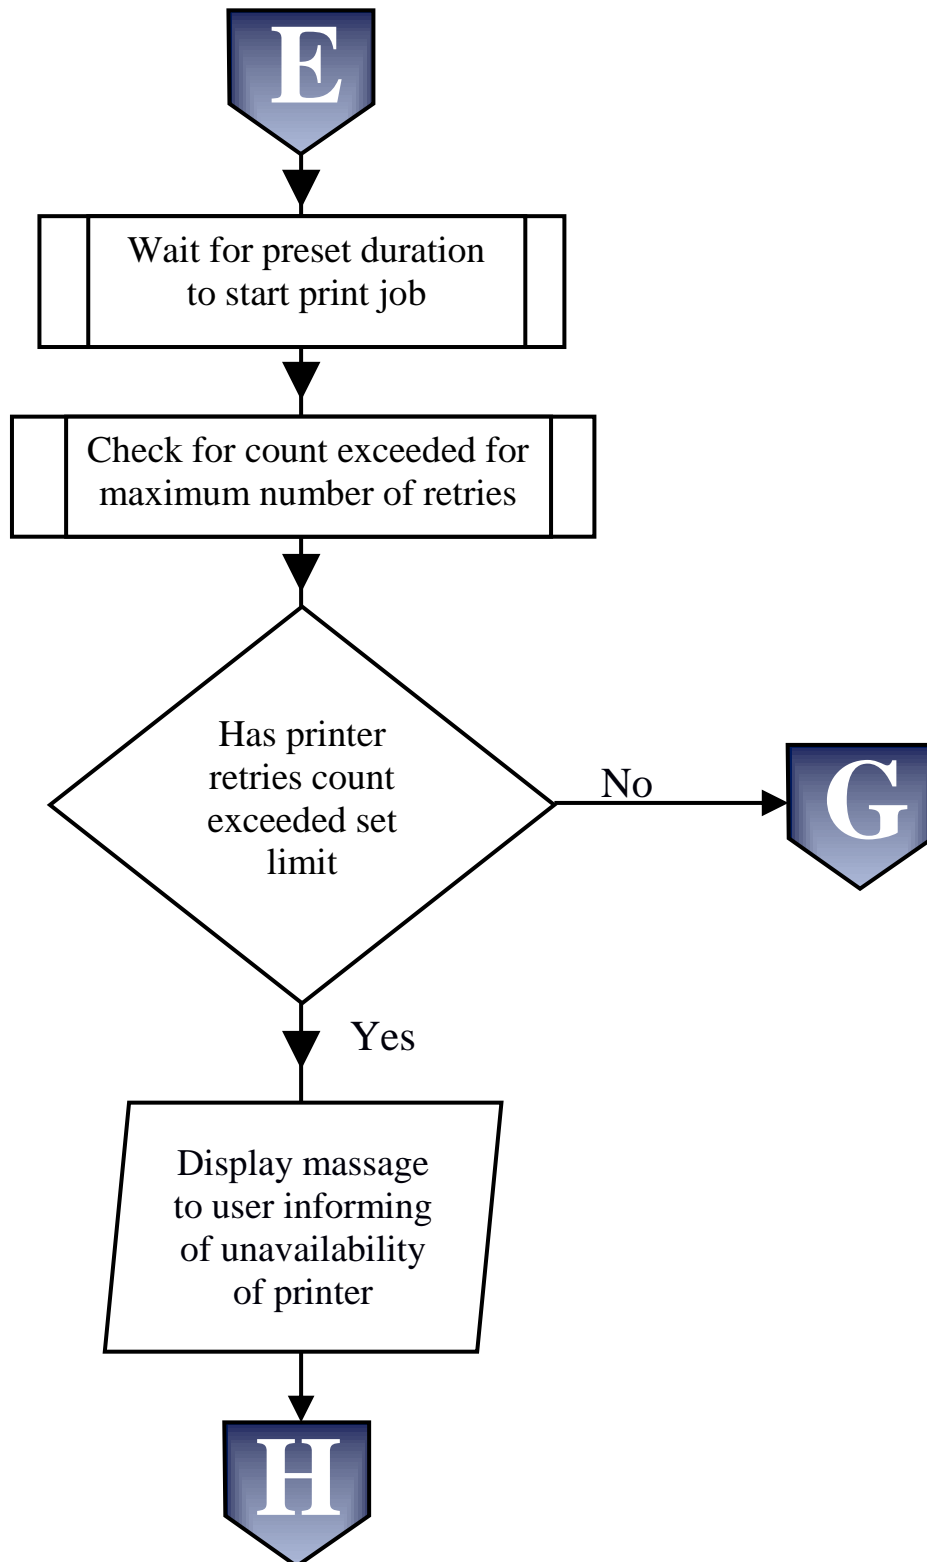 E
Wait for preset duration
to start print job
Check for count exceeded for
maximum number of retries
Has printer
retries count
exceeded set
limit
No
G
Yes
Display massage
to user informing
of unavailability
of printer
H